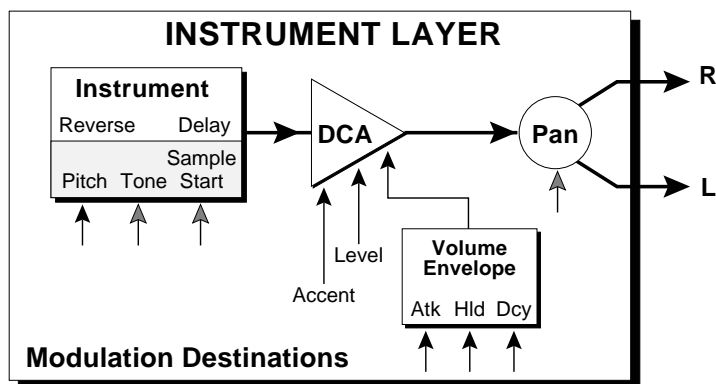 INSTRUMENT LAYER
Instrument
Reverse Delay
Sample
Pitch Tone Start
DCA
Pan
R
L
Level
Accent
Volume
Envelope
Atk Hld Dcy
Modulation Destinations